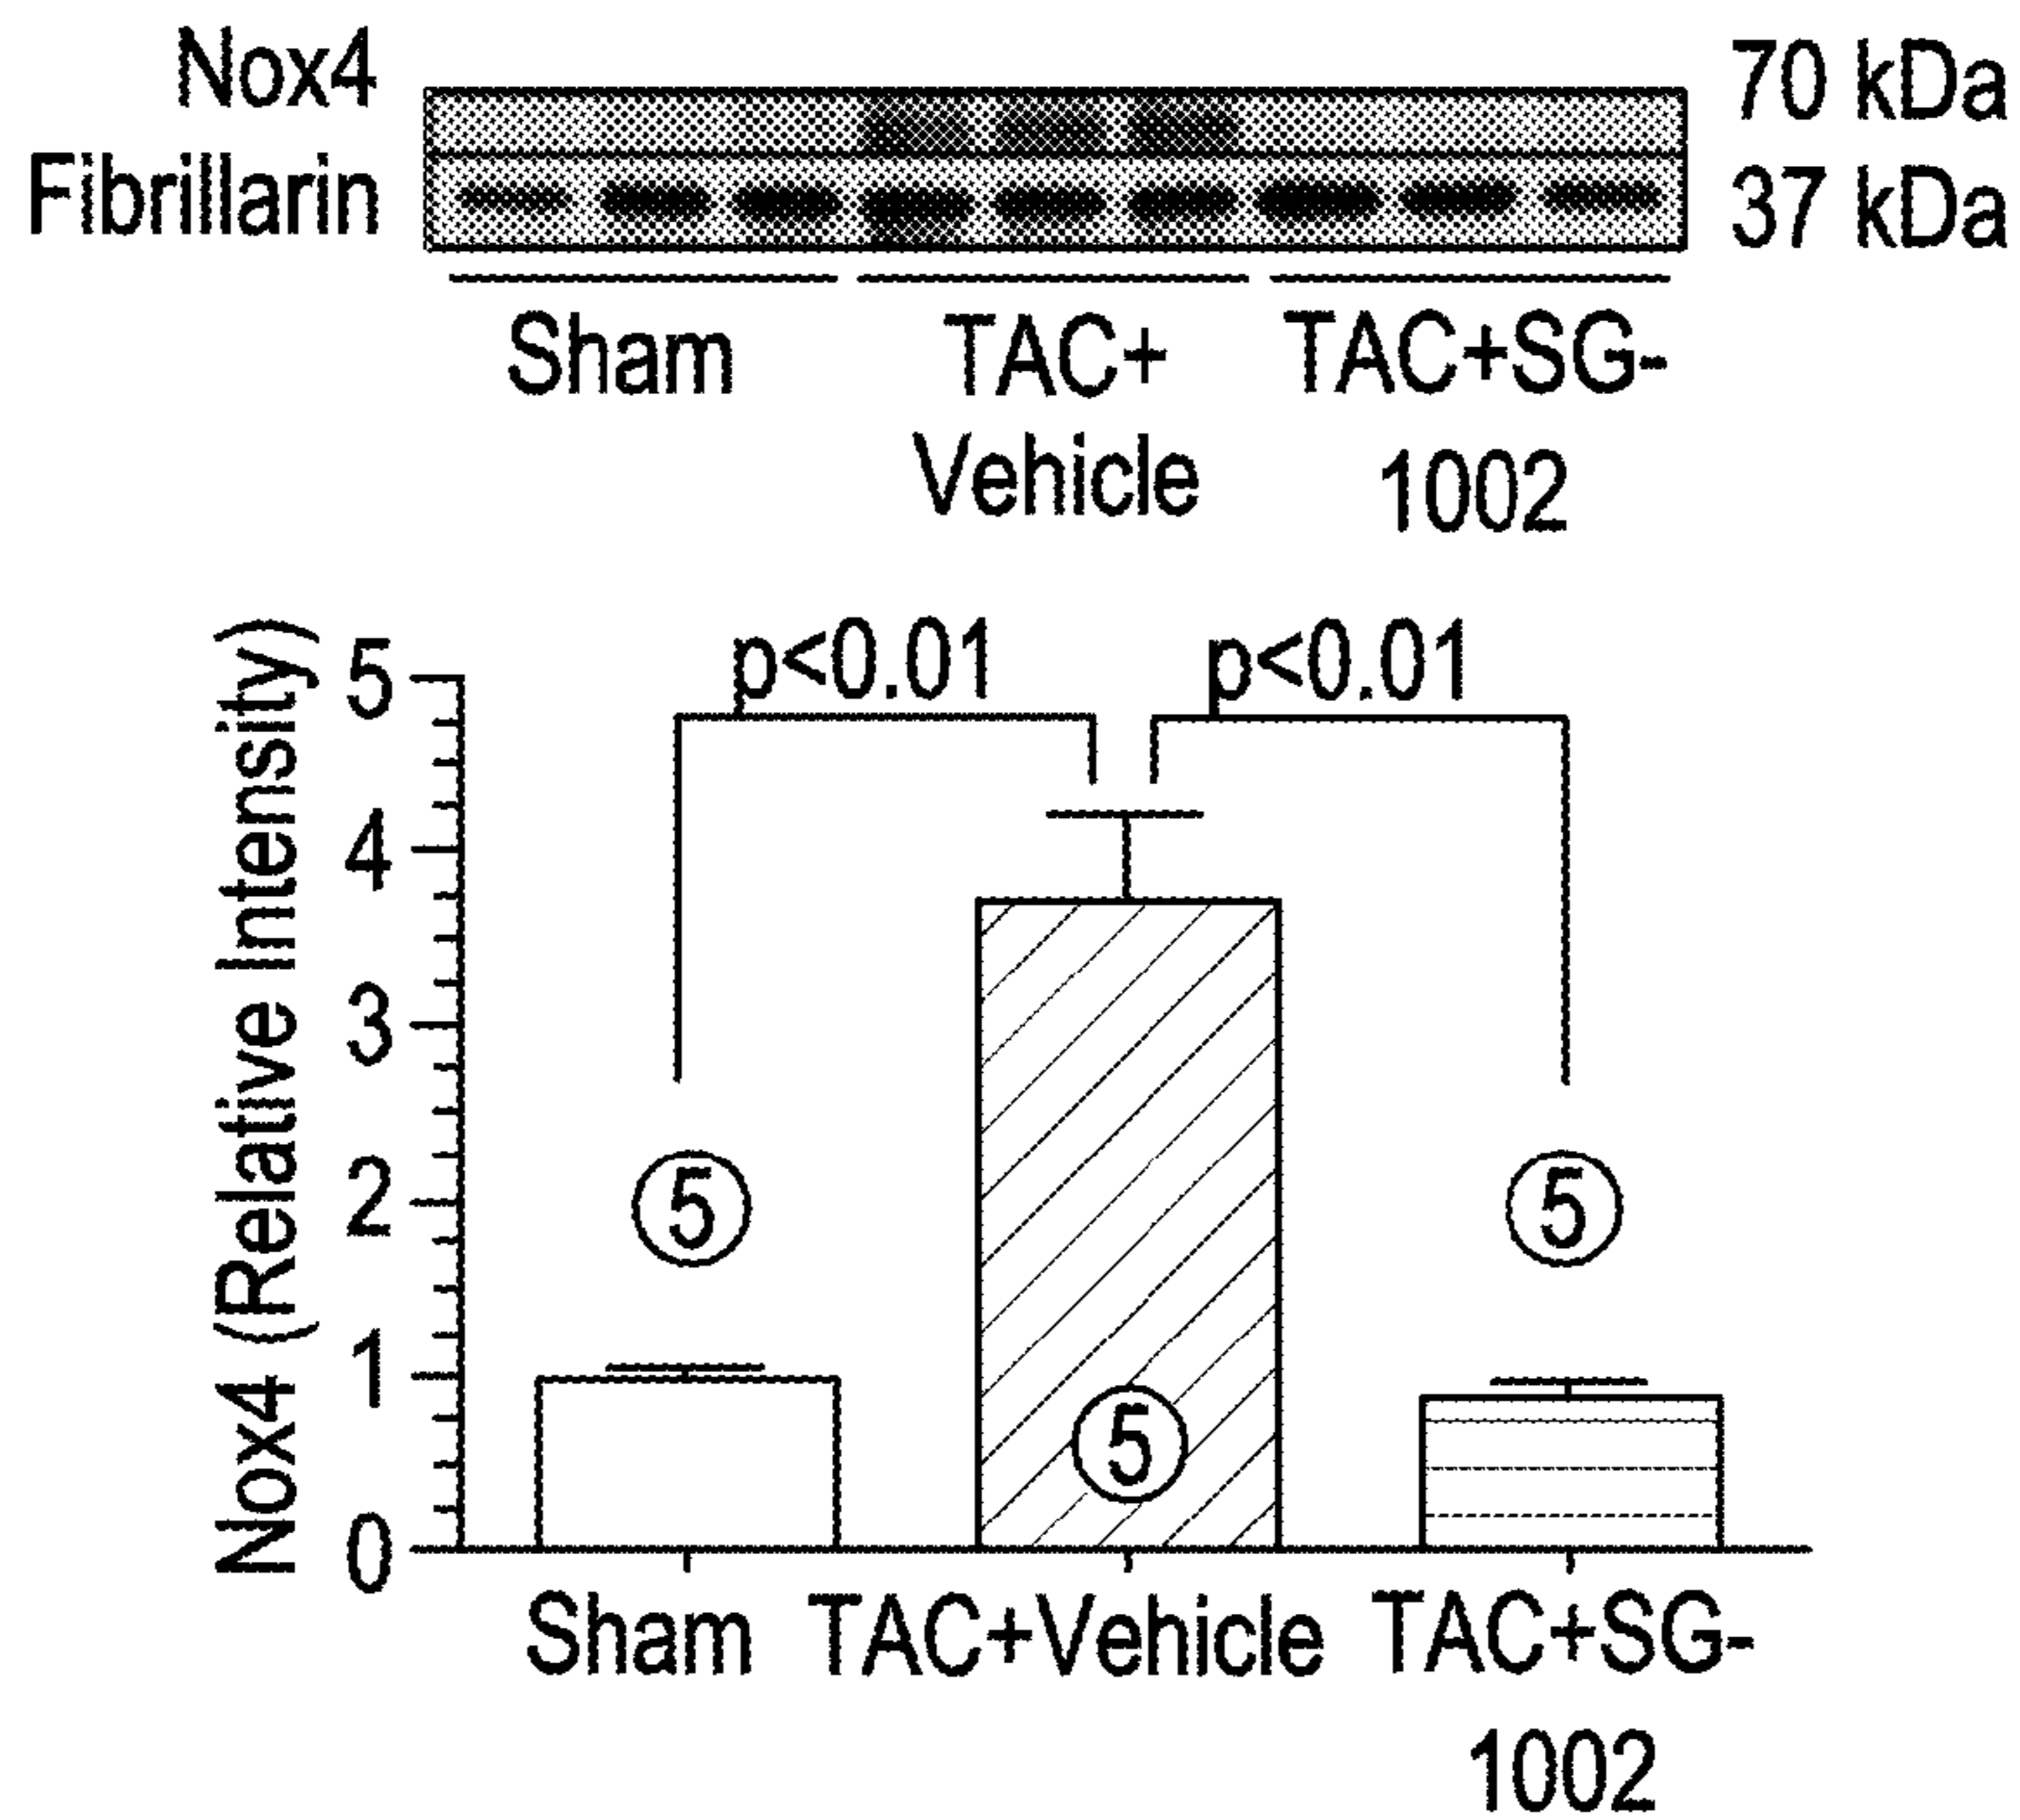 Nox4 70 kDa
Fibrillarin 37 kDa
Sham TAC+ TAC+SG-
Vehicle 1002
p<0.01 p<0.01
Nox4 (Relative Intensity)
5
4
3
2
1
0
5 5
5
Sham TAC+Vehicle TAC+SG-
1002